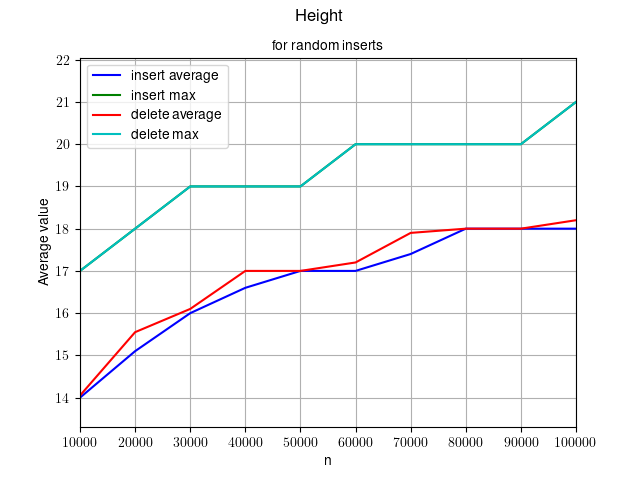 Height
for random inserts
insert average
insert max
delete average
delete max
Average value
22
21
20
19
18
17
16
15
14
10000 20000 30000 40000 50000 60000 70000 80000 90000 100000
n